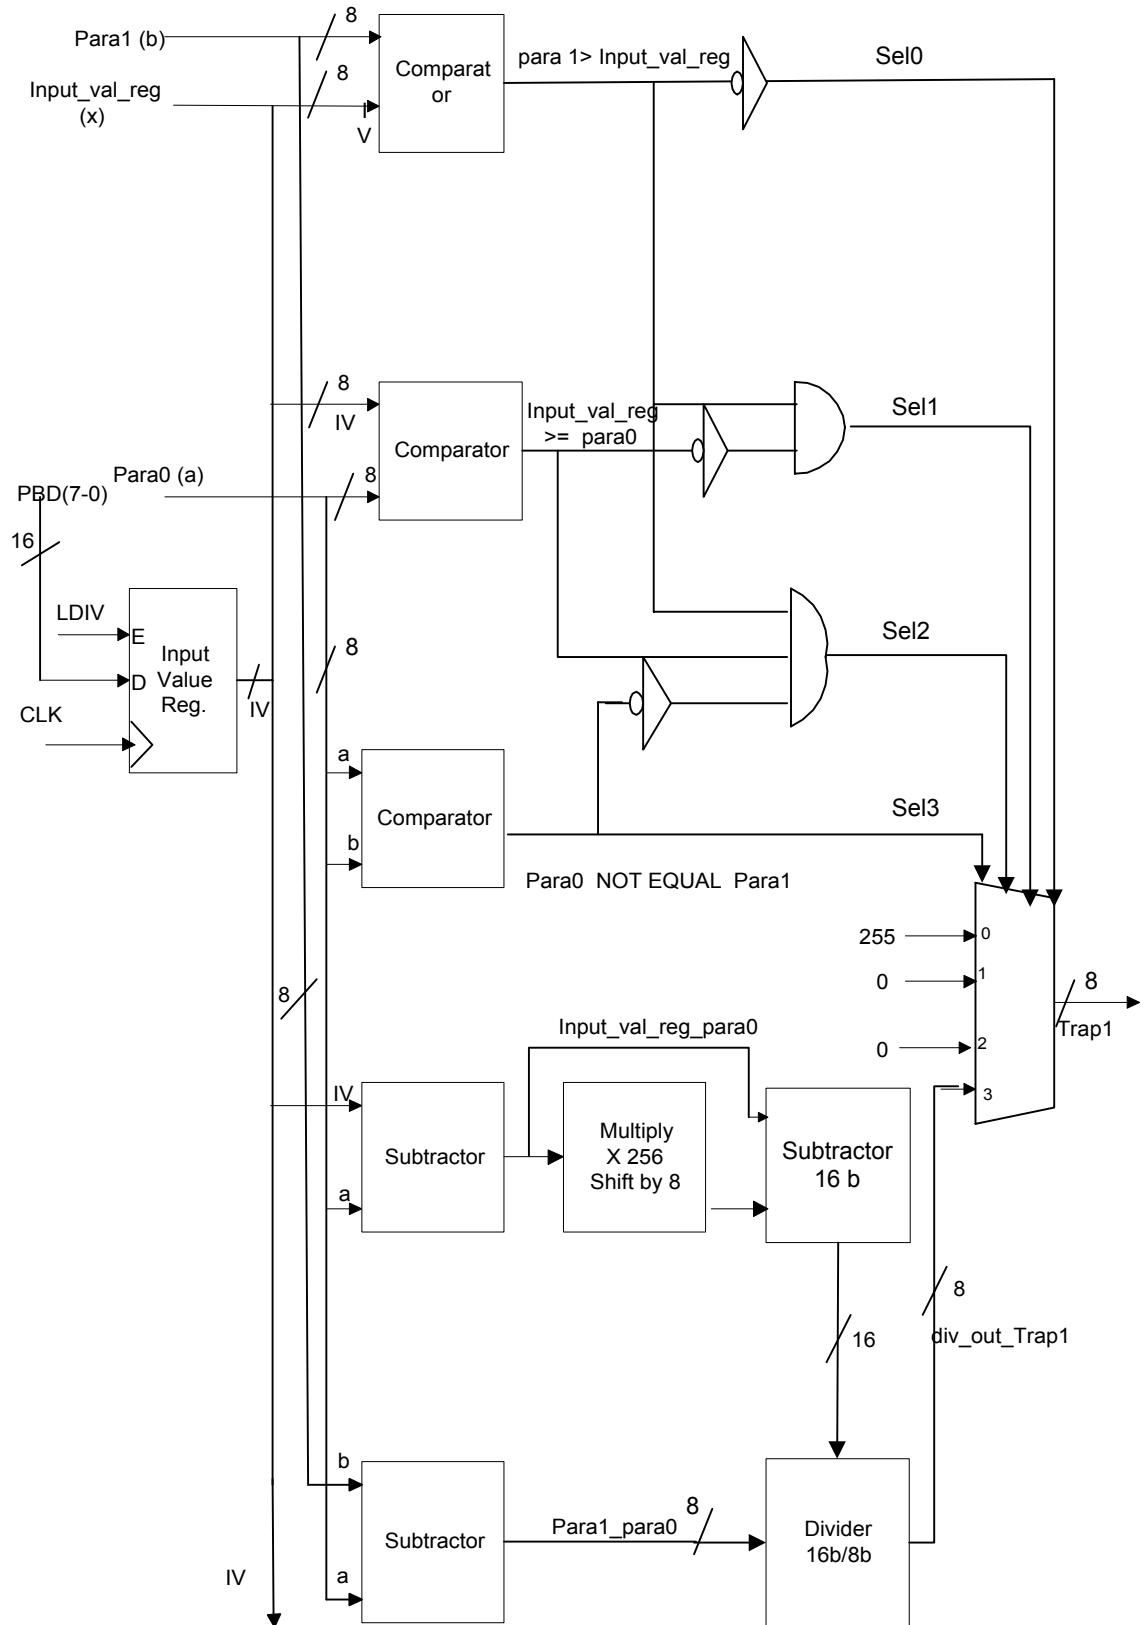 8
Para1 (b)
para 1> Input_val_reg
Sel0
8
Comparat
or
Input_val_reg
(x)
I
V
8
IV
Input_val_reg
>= para0
Sel1
Comparator
Para0 (a)
8
PBD(7-0)
16
LDIV
E
Input
Value
Reg.
D
IV
CLK
8
Sel2
a
Comparator
b
Sel3
Para0 NOT EQUAL Para1
255
0
0
1
0
2
3
8
Trap1
8
Input_val_reg_para0
IV
Subtractor
a
Multiply
X 256
Shift by 8
Subtractor
16 b
8
16
div_out_Trap1
b
Subtractor
a
Para1_para0
8
Divider
16b/8b
IV